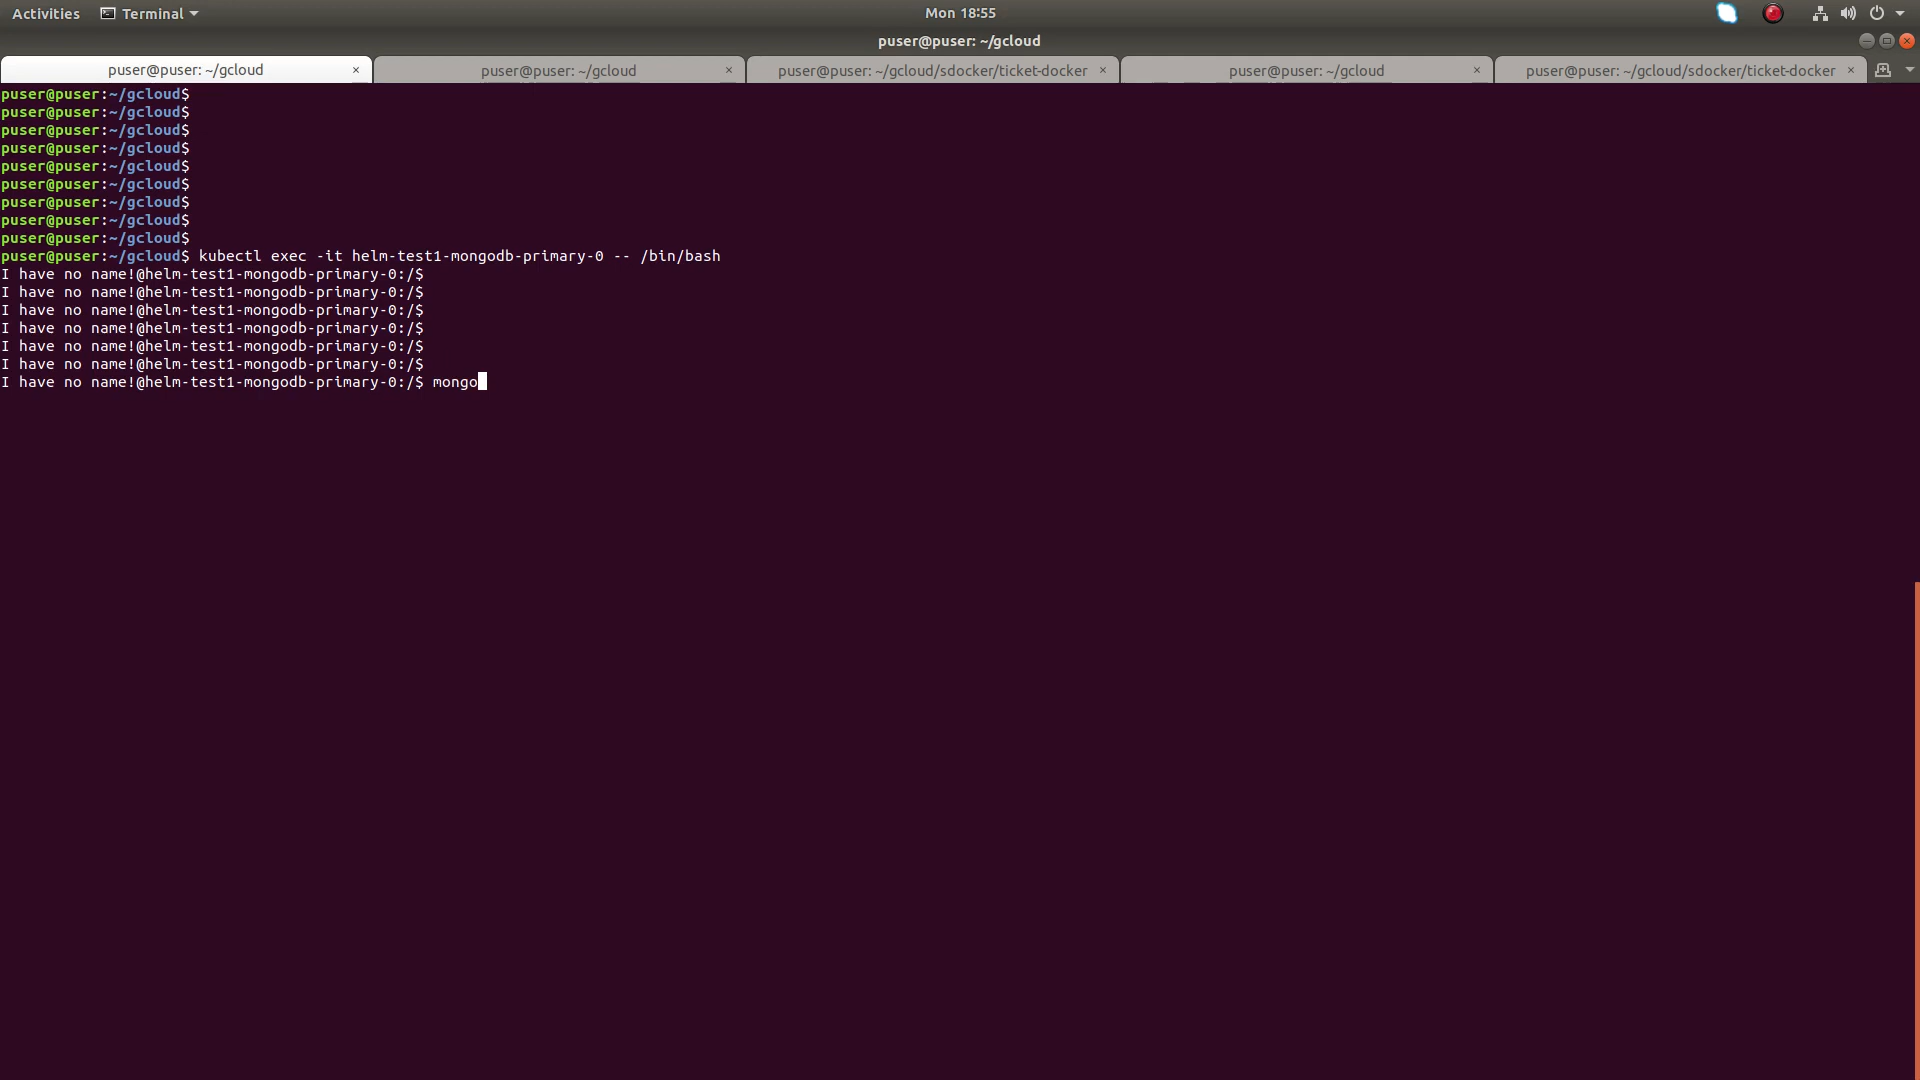 Activities Terminal Mon 18:55
puser@puser: ~/gcloud
puser@puser: ~/gcloud × puser@puser: ~/gcloud × puser@puser: ~/gcloud/sdocker/ticket-docker × puser@puser: ~/gcloud × puser@puser: ~/gcloud/sdocker/ticket-docker ×
puser@puser:~/gcloud$
puser@puser:~/gcloud$
puser@puser:~/gcloud$
puser@puser:~/gcloud$
puser@puser:~/gcloud$
puser@puser:~/gcloud$
puser@puser:~/gcloud$
puser@puser:~/gcloud$
puser@puser:~/gcloud$
puser@puser:~/gcloud$ kubectl exec -it helm-test1-mongodb-primary-0 -- /bin/bash
I have no name!@helm-test1-mongodb-primary-0:/$
I have no name!@helm-test1-mongodb-primary-0:/$
I have no name!@helm-test1-mongodb-primary-0:/$
I have no name!@helm-test1-mongodb-primary-0:/$
I have no name!@helm-test1-mongodb-primary-0:/$
I have no name!@helm-test1-mongodb-primary-0:/$
I have no name!@helm-test1-mongodb-primary-0:/$ mongo